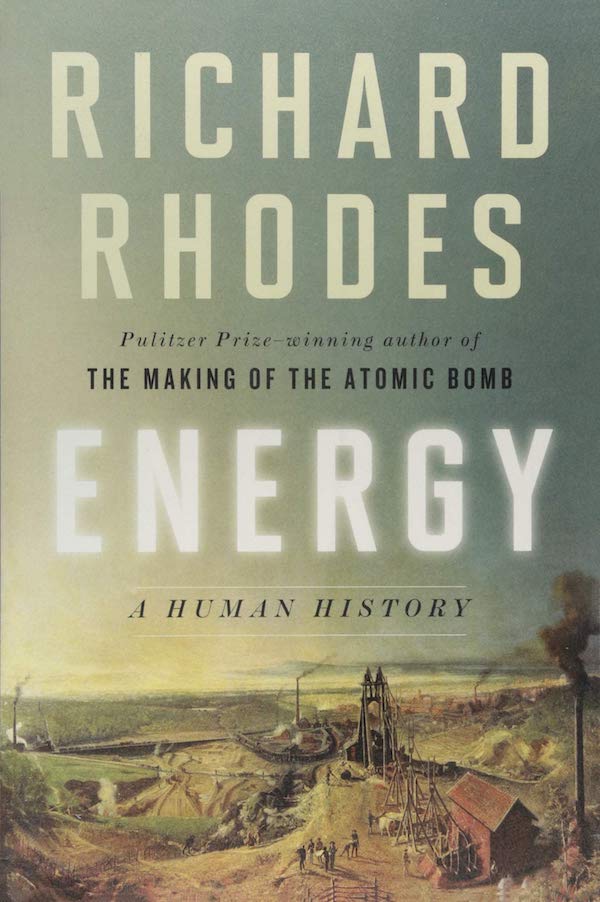 RICHARD
RHODES
Pulitzer Prize–winning author of
THE MAKING OF THE ATOMIC BOMB
ENERGY
A HUMAN HISTORY